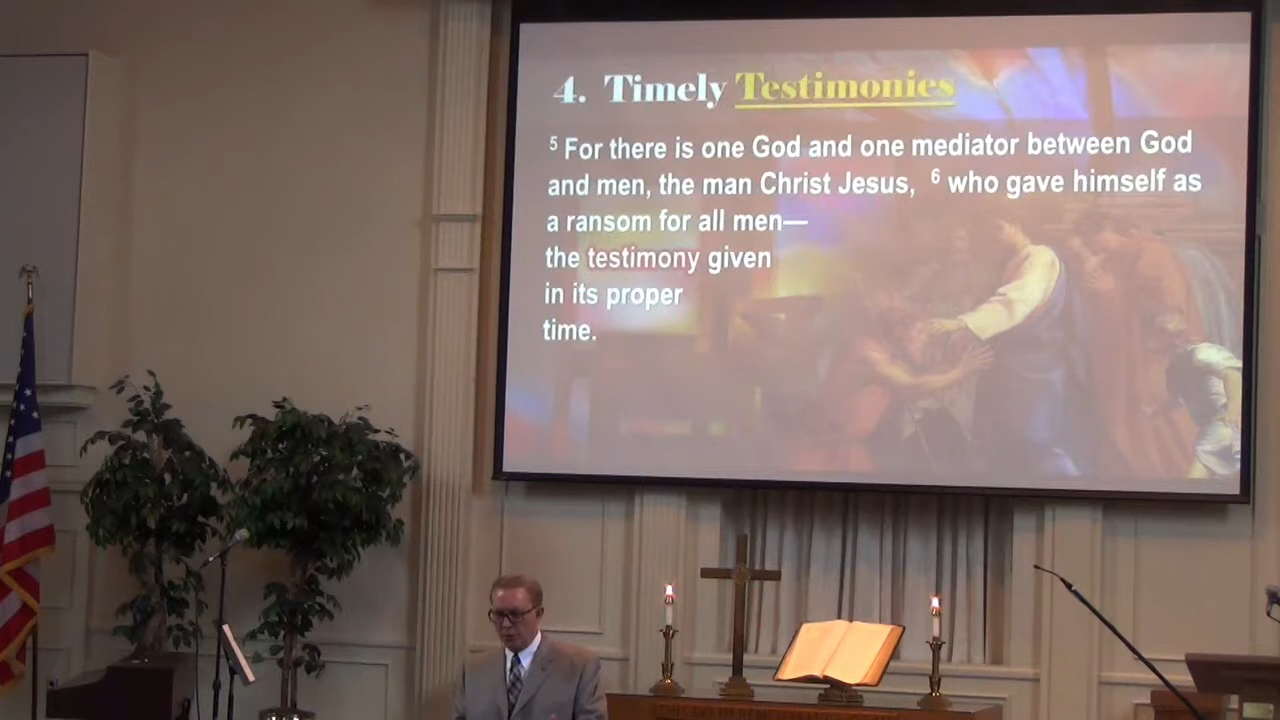 4. Timely Testimonies
⁵ For there is one God and one mediator between God
and men, the man Christ Jesus, ⁶ who gave himself as
a ransom for all men—
the testimony given
in its proper
time.